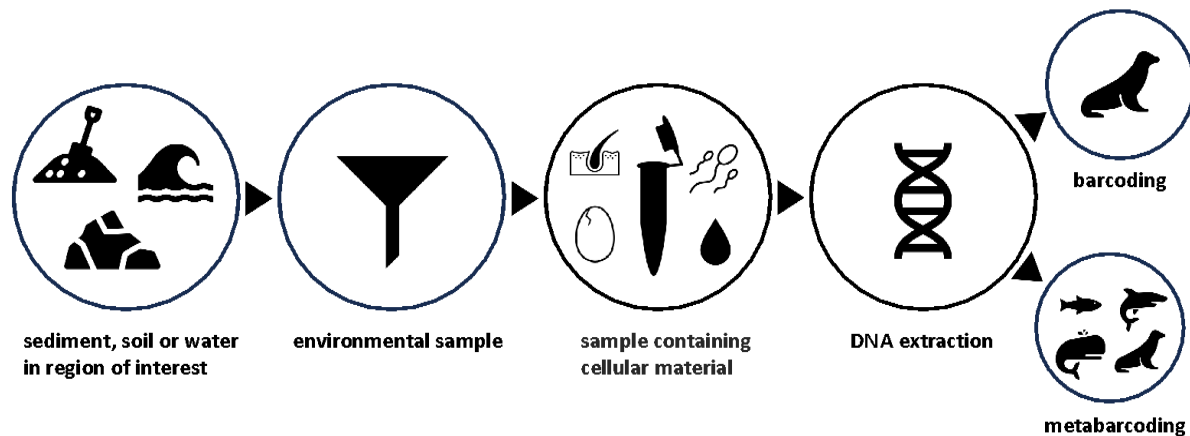 barcoding
sediment, soil or water
in region of interest
environmental sample
sample containing
cellular material
DNA extraction
metabarcoding